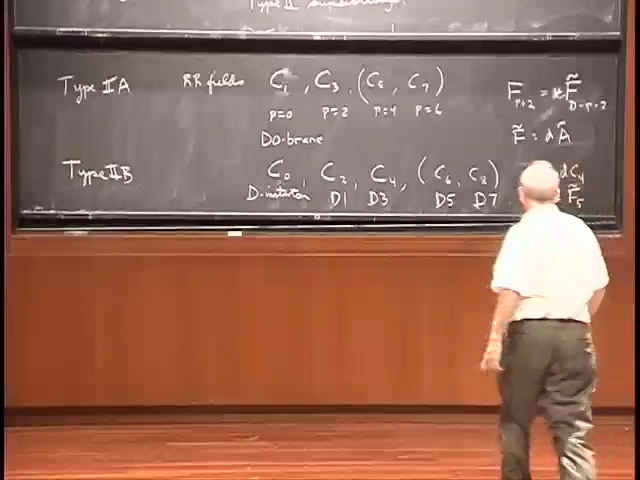 Type II superstrings.
Type IIA RR fields C₁, C₃, (C₅, C₇) F_{p+2} = * F̃_{D-p-2}
p=0 p=2 p=4 p=6
D0-brane F̃ = dÃ
Type IIB C₀, C₂, C₄, (C₆, C₈) dC₄
D-instanton D1 D3 D5 D7 F̃₅